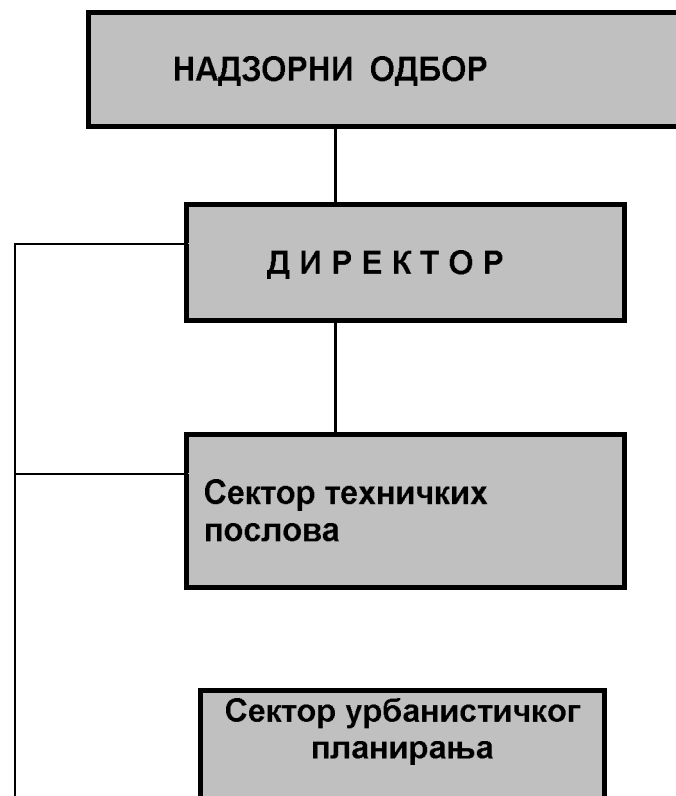 НАДЗОРНИ ОДБОР
Д И Р Е К Т О Р
Сектор техничких
послова
Сектор урбанистичког
планирања